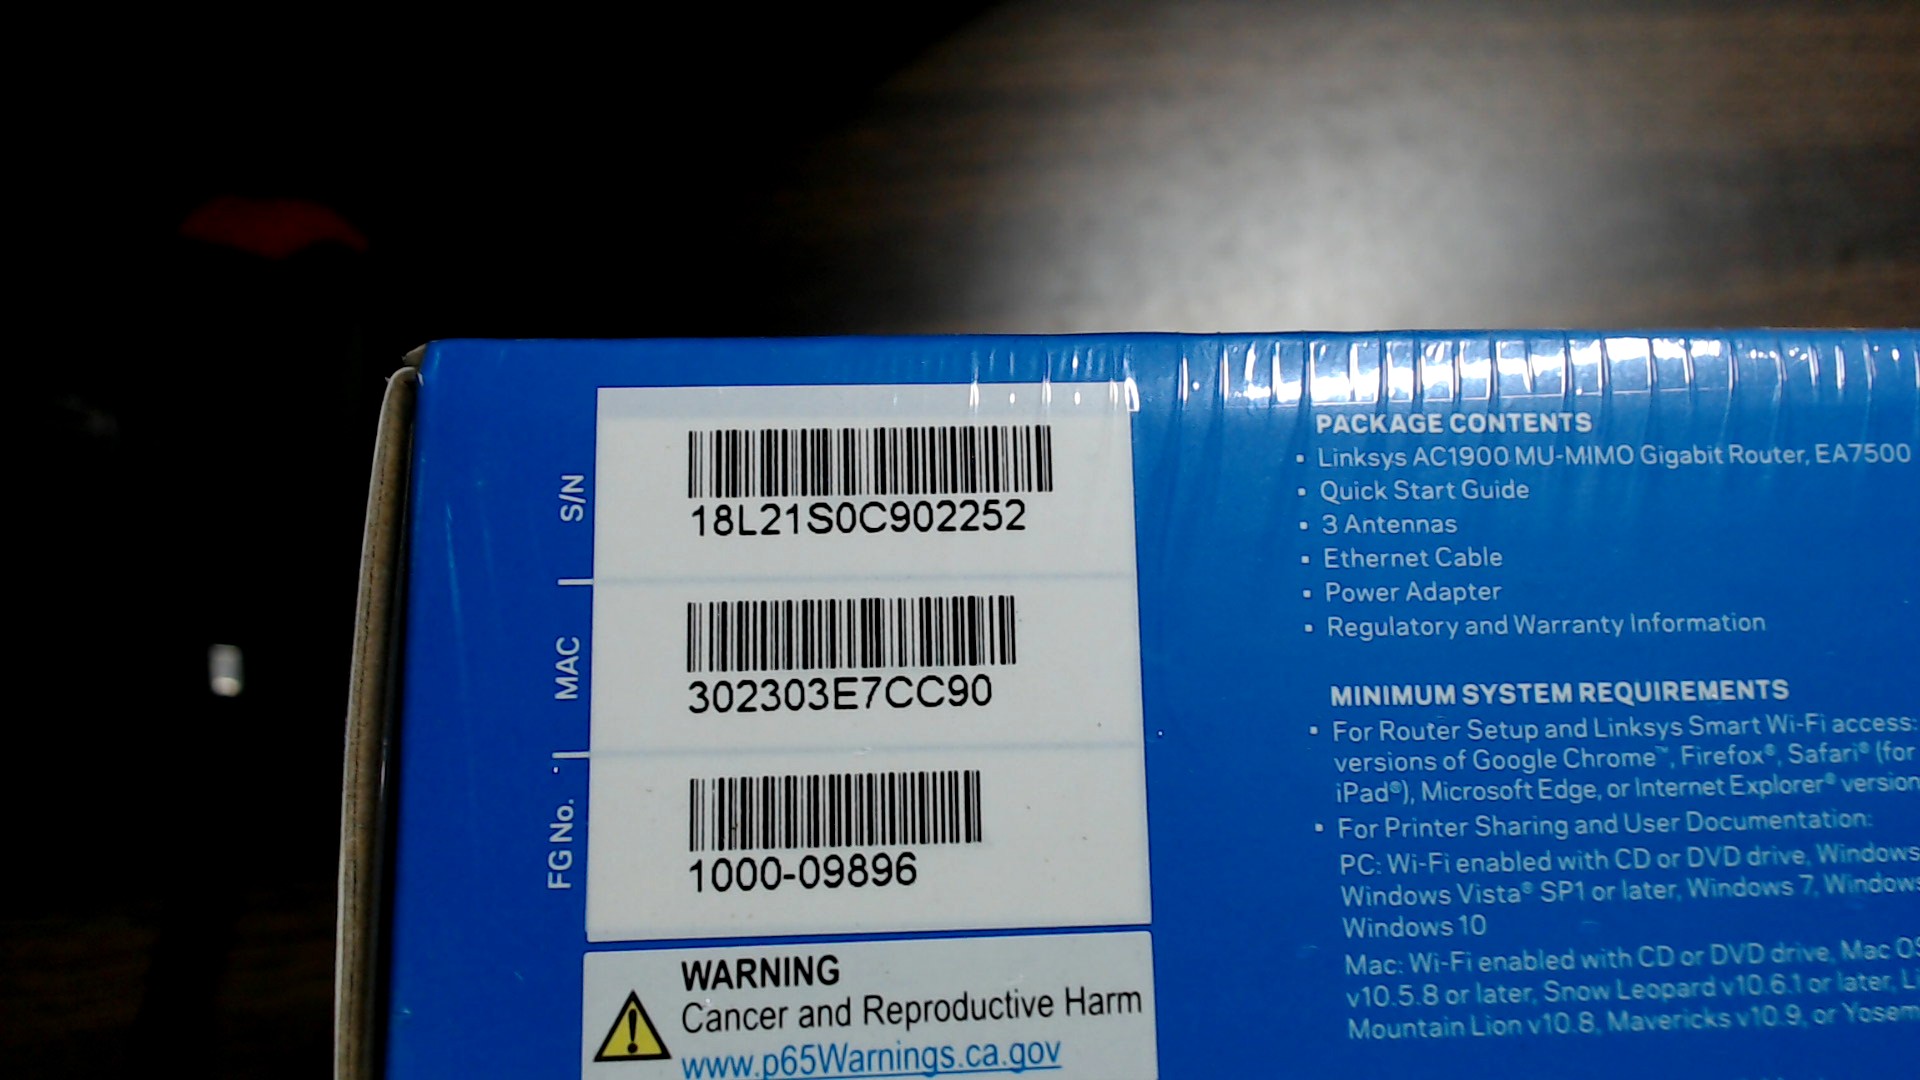 S/N
18L21S0C902252
MAC
302303E7CC90
FG No.
1000-09896
WARNING
Cancer and Reproductive Harm
www.p65Warnings.ca.gov
PACKAGE CONTENTS
▪ Linksys AC1900 MU-MIMO Gigabit Router, EA7500
▪ Quick Start Guide
▪ 3 Antennas
▪ Ethernet Cable
▪ Power Adapter
▪ Regulatory and Warranty Information
MINIMUM SYSTEM REQUIREMENTS
▪ For Router Setup and Linksys Smart Wi-Fi access:
versions of Google Chrome™, Firefox®, Safari® (for
iPad®), Microsoft Edge, or Internet Explorer® version
▪ For Printer Sharing and User Documentation:
PC: Wi-Fi enabled with CD or DVD drive, Windows
Windows Vista® SP1 or later, Windows 7, Windows
Windows 10
Mac: Wi-Fi enabled with CD or DVD drive, Mac OS
v10.5.8 or later, Snow Leopard v10.6.1 or later,
Mountain Lion v10.8, Mavericks v10.9, or